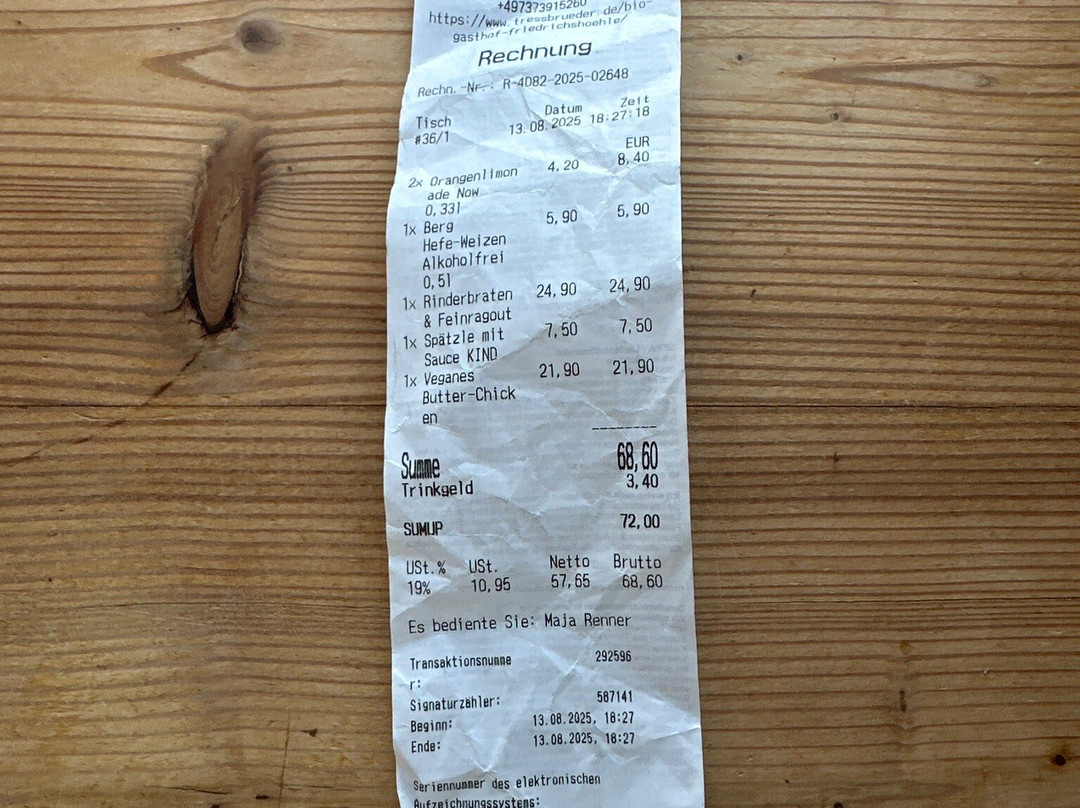 +497373915260
https://www.tressbrueder.de/bio-
gasthof-friedrichshoehle/
Rechnung
Rechn.-Nr.: R-4082-2025-02648
Tisch Datum Zeit
#36/1 13.08.2025 18:27:18
EUR
2x Orangenlimon 4,20 8,40
ade Now
0,33l
1x Berg 5,90 5,90
Hefe-Weizen
Alkoholfrei
0,5l
1x Rinderbraten 24,90 24,90
& Feinragout
1x Spätzle mit 7,50 7,50
Sauce KIND
1x Veganes 21,90 21,90
Butter-Chick
en
Summe 68,60
Trinkgeld 3,40
SUMUP 72,00
USt.% USt. Netto Brutto
19% 10,95 57,65 68,60
Es bediente Sie: Maja Renner
Transaktionsnumme 292596
r:
Signaturzähler: 587141
Beginn: 13.08.2025, 18:27
Ende: 13.08.2025, 18:27
Seriennummer des elektronischen
Aufzeichnungssystems: